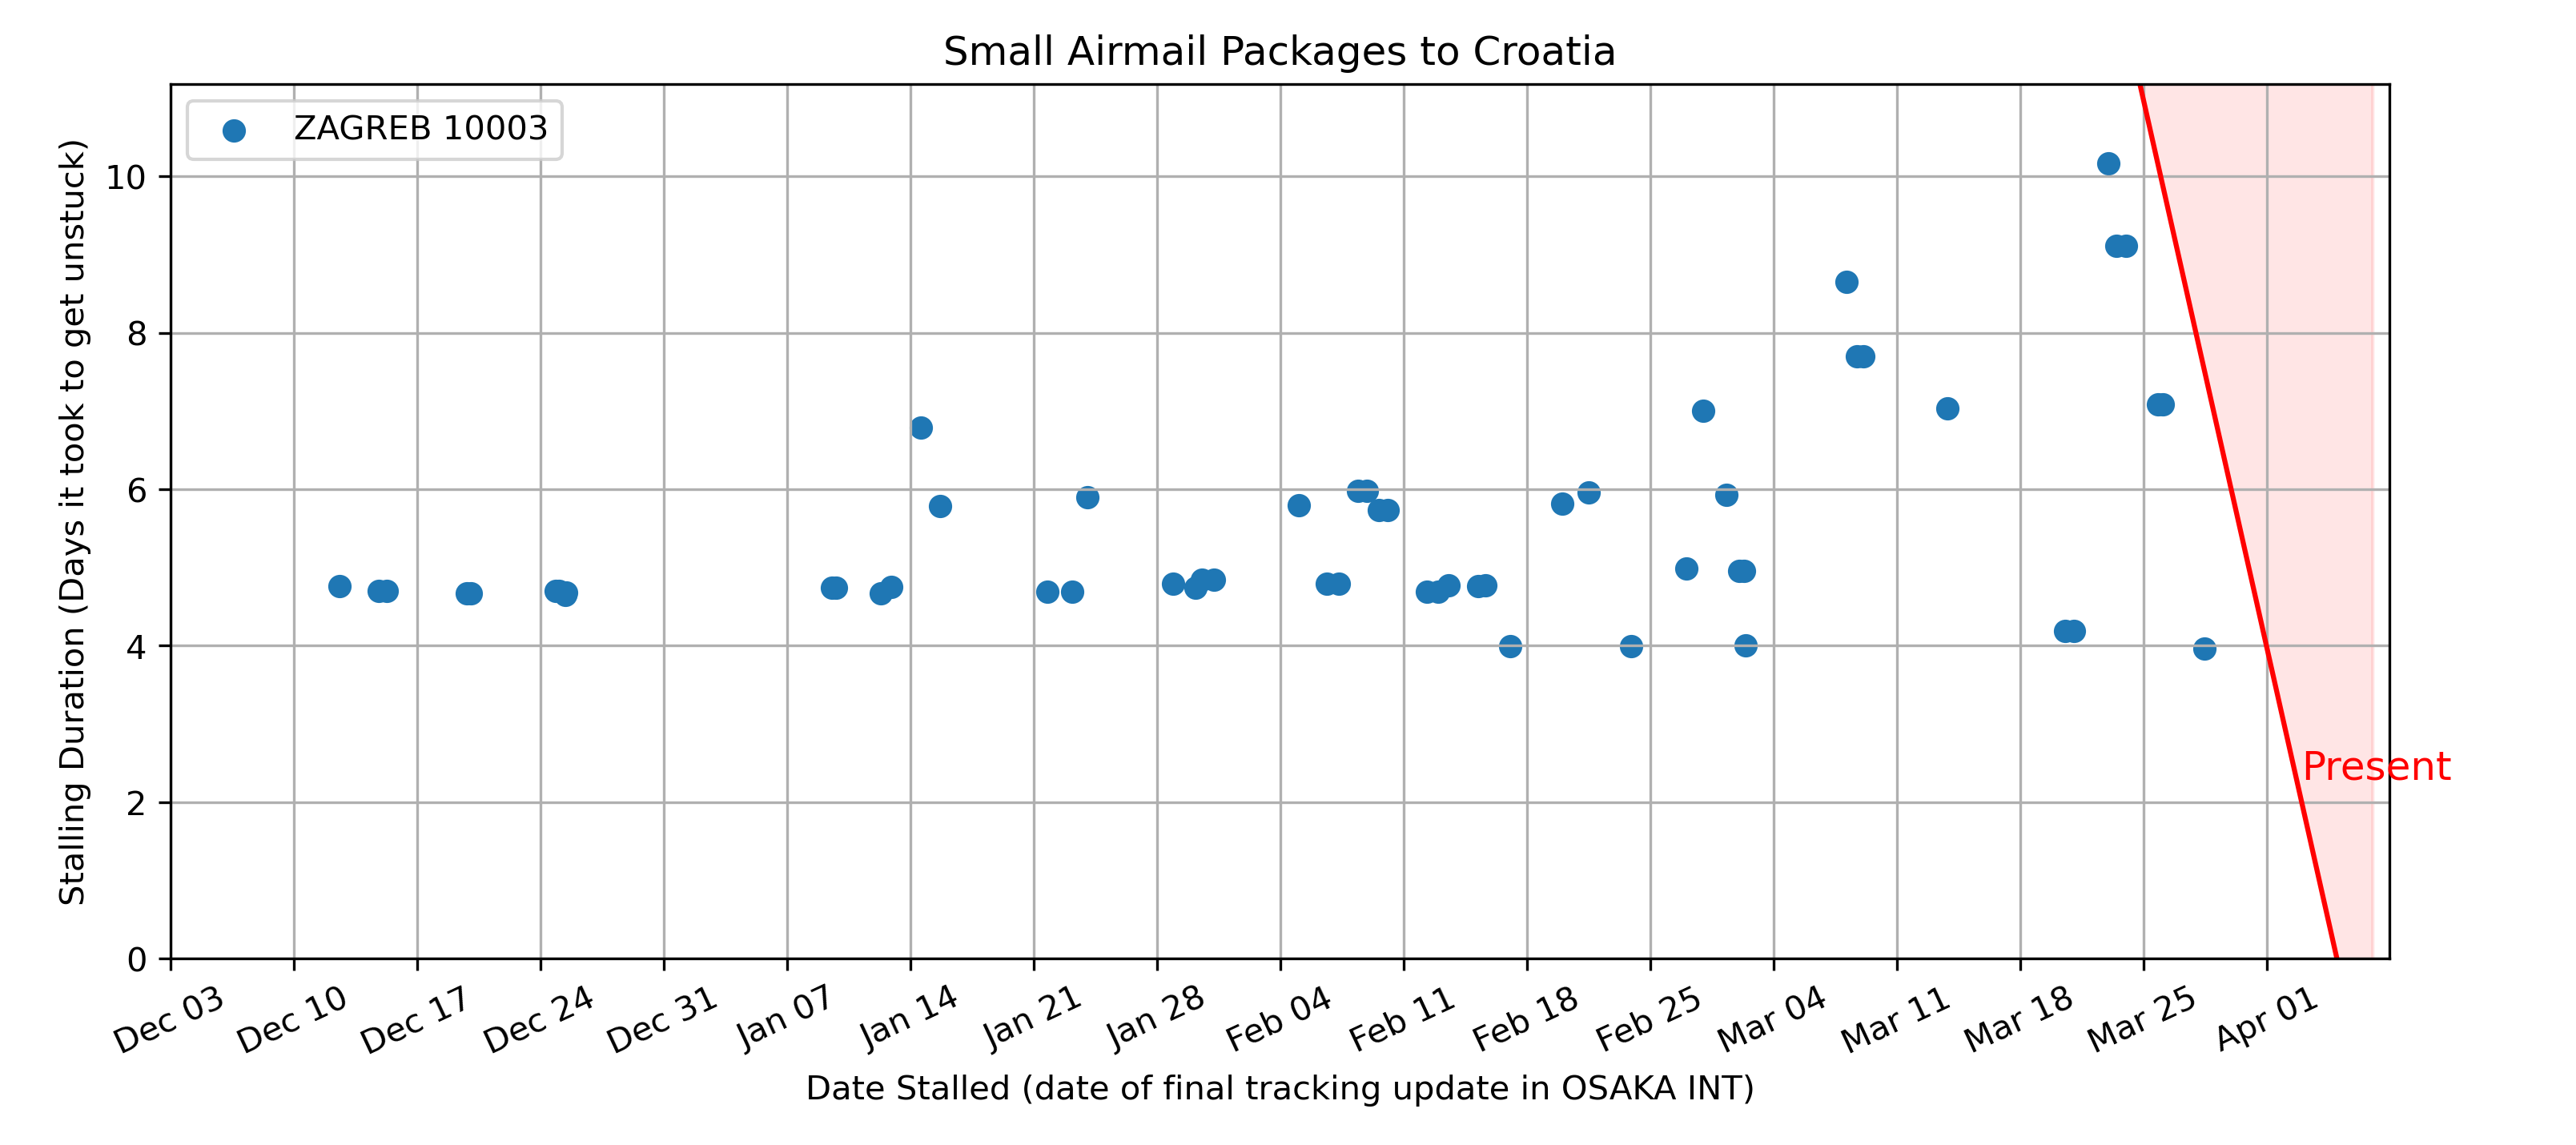 Small Airmail Packages to Croatia
ZAGREB 10003
Stalling Duration (Days it took to get unstuck)
10
8
6
4
2
0
Present
Dec 03
Dec 10
Dec 17
Dec 24
Dec 31
Jan 07
Jan 14
Jan 21
Jan 28
Feb 04
Feb 11
Feb 18
Feb 25
Mar 04
Mar 11
Mar 18
Mar 25
Apr 01
Date Stalled (date of final tracking update in OSAKA INT)